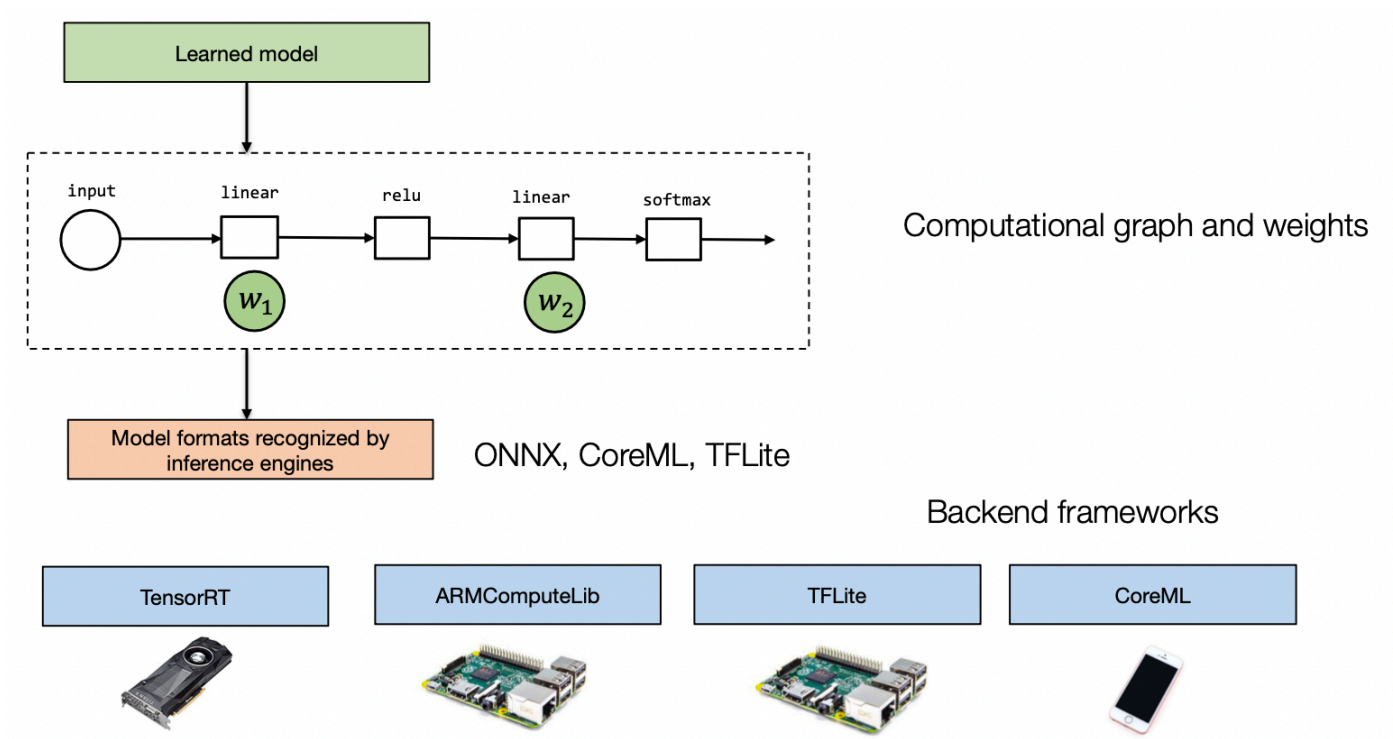 Learned model
input
linear
relu
linear
softmax
w₁
w₂
Computational graph and weights
Model formats recognized by
inference engines
ONNX, CoreML, TFLite
Backend frameworks
TensorRT
ARMComputeLib
TFLite
CoreML